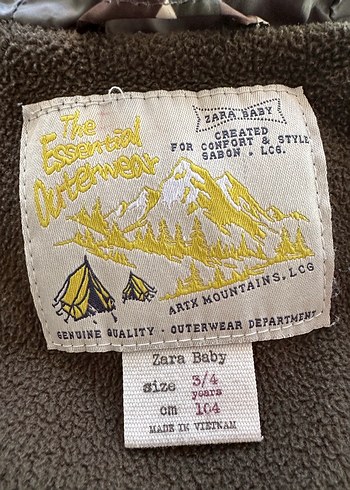 The
Essential
Outerwear
ZARA BABY
CREATED
FOR CONFORT & STYLE
SABON . LCG.
ARTX MOUNTAINS, LCG
GENUINE QUALITY · OUTERWEAR DEPARTMENT
Zara Baby
size 3/4
years
cm 104
MADE IN VIETNAM